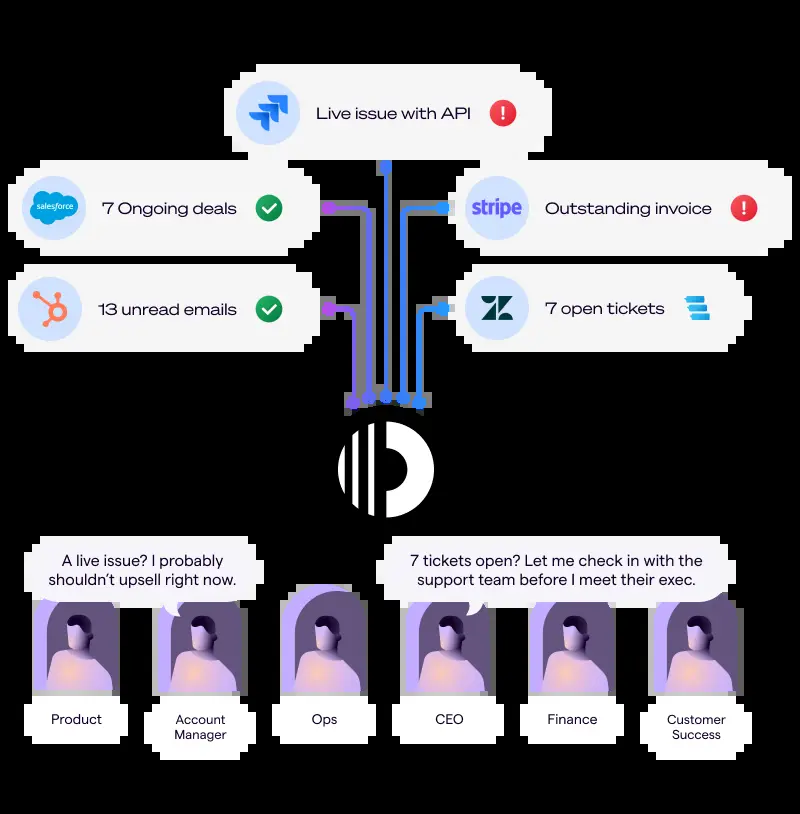 Live issue with API
salesforce
7 Ongoing deals
stripe
Outstanding invoice
13 unread emails
7 open tickets
A live issue? I probably
shouldn't upsell right now.
7 tickets open? Let me check in with the
support team before I meet their exec.
Product
Account
Manager
Ops
CEO
Finance
Customer
Success